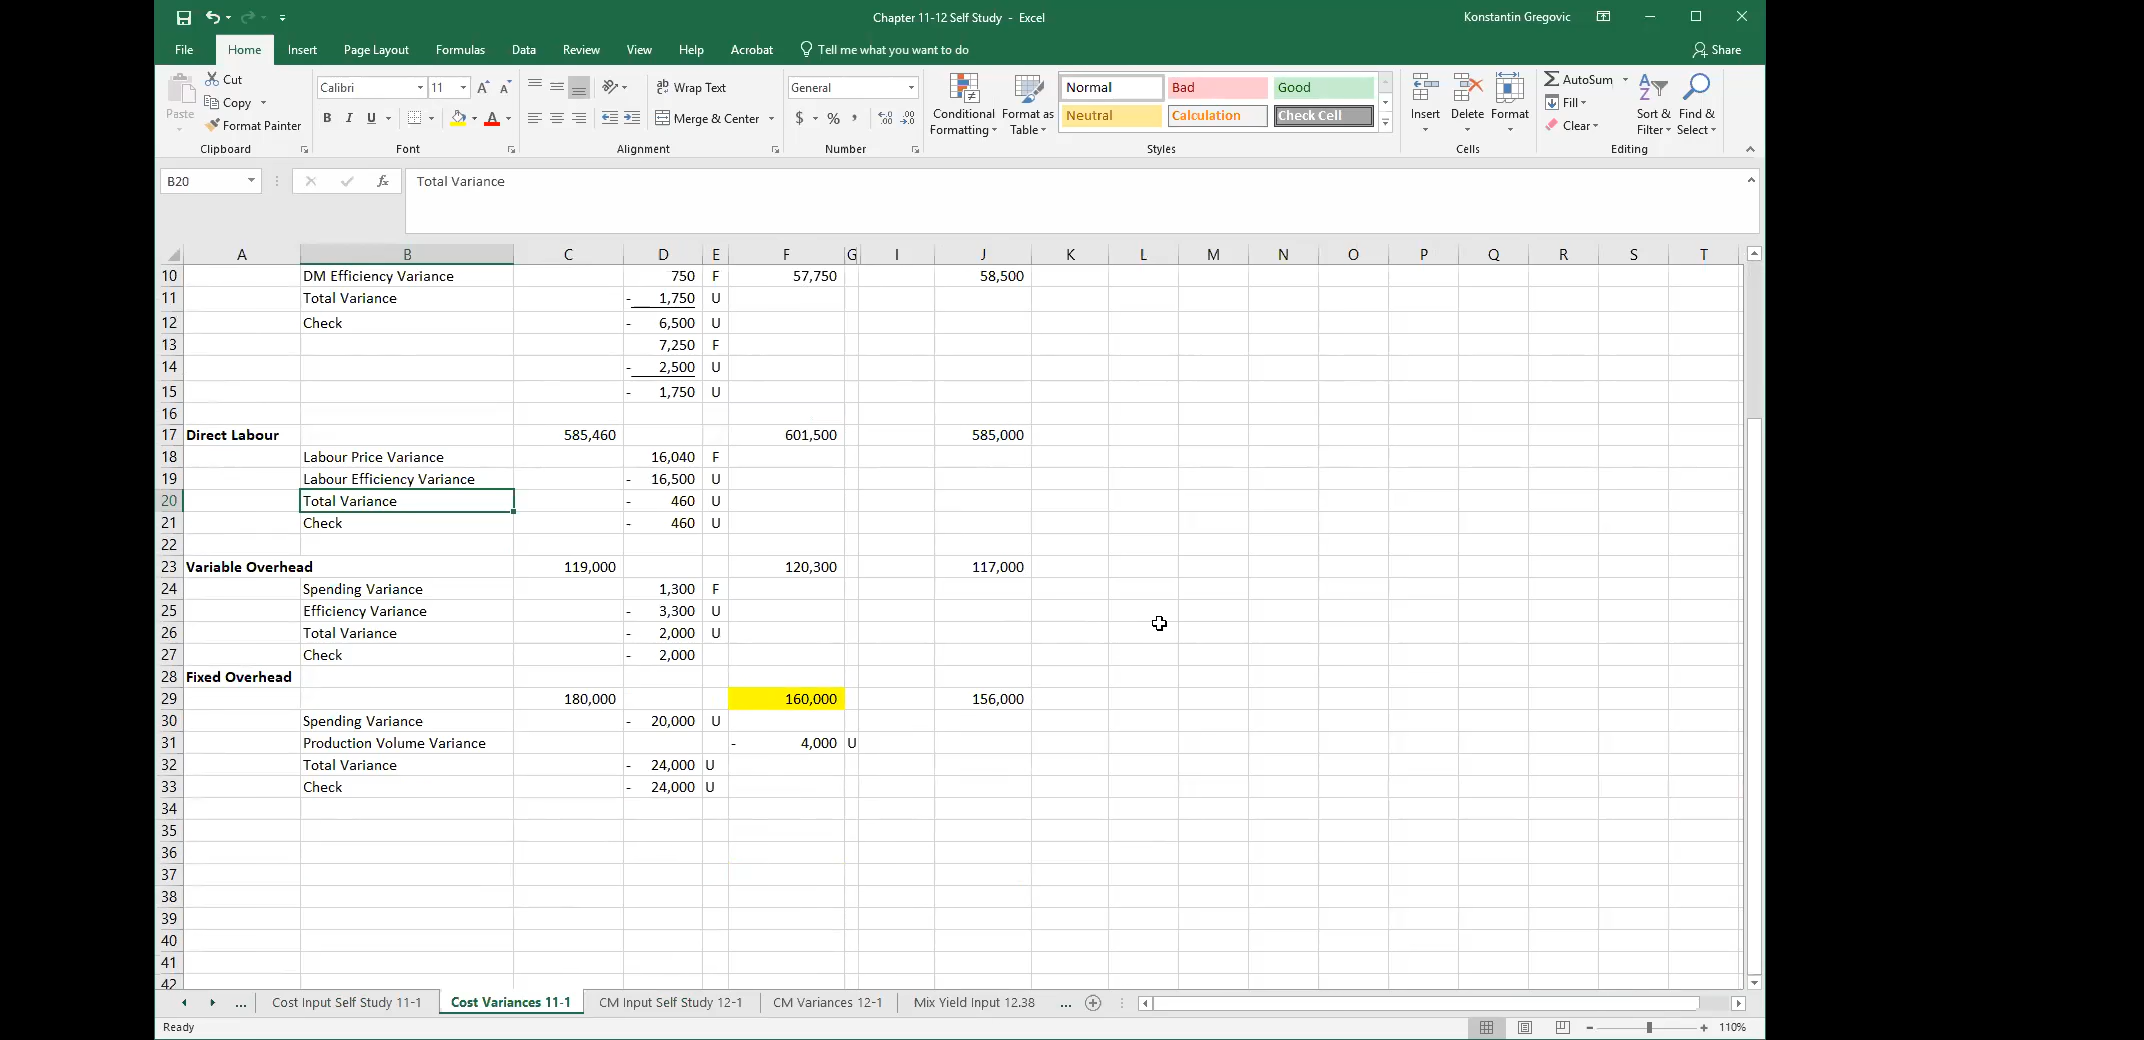 Chapter 11-12 Self Study - Excel
Konstantin Gregovic
File Home Insert Page Layout Formulas Data Review View Help Acrobat Tell me what you want to do Share
Paste
Cut
Copy
Format Painter
Clipboard
Calibri 11
B I U
Font
Wrap Text
Merge & Center
Alignment
General
$ % ,
Number
Conditional Formatting
Format as Table
Normal Bad Good
Neutral Calculation Check Cell
Styles
Insert Delete Format
Cells
AutoSum
Fill
Clear
Sort & Filter
Find & Select
Editing
B20 fx Total Variance
A B C D E F G I J K L M N O P Q R S T
10 DM Efficiency Variance 750 F 57,750 58,500
11 Total Variance - 1,750 U
12 Check - 6,500 U
13 7,250 F
14 - 2,500 U
15 - 1,750 U
16
17 Direct Labour 585,460 601,500 585,000
18 Labour Price Variance 16,040 F
19 Labour Efficiency Variance - 16,500 U
20 Total Variance - 460 U
21 Check - 460 U
22
23 Variable Overhead 119,000 120,300 117,000
24 Spending Variance 1,300 F
25 Efficiency Variance - 3,300 U
26 Total Variance - 2,000 U
27 Check - 2,000
28 Fixed Overhead
29 180,000 160,000 156,000
30 Spending Variance - 20,000 U
31 Production Volume Variance - 4,000 U
32 Total Variance - 24,000 U
33 Check - 24,000 U
34
35
36
37
38
39
40
41
42
... Cost Input Self Study 11-1 Cost Variances 11-1 CM Input Self Study 12-1 CM Variances 12-1 Mix Yield Input 12.38 ...
Ready 110%